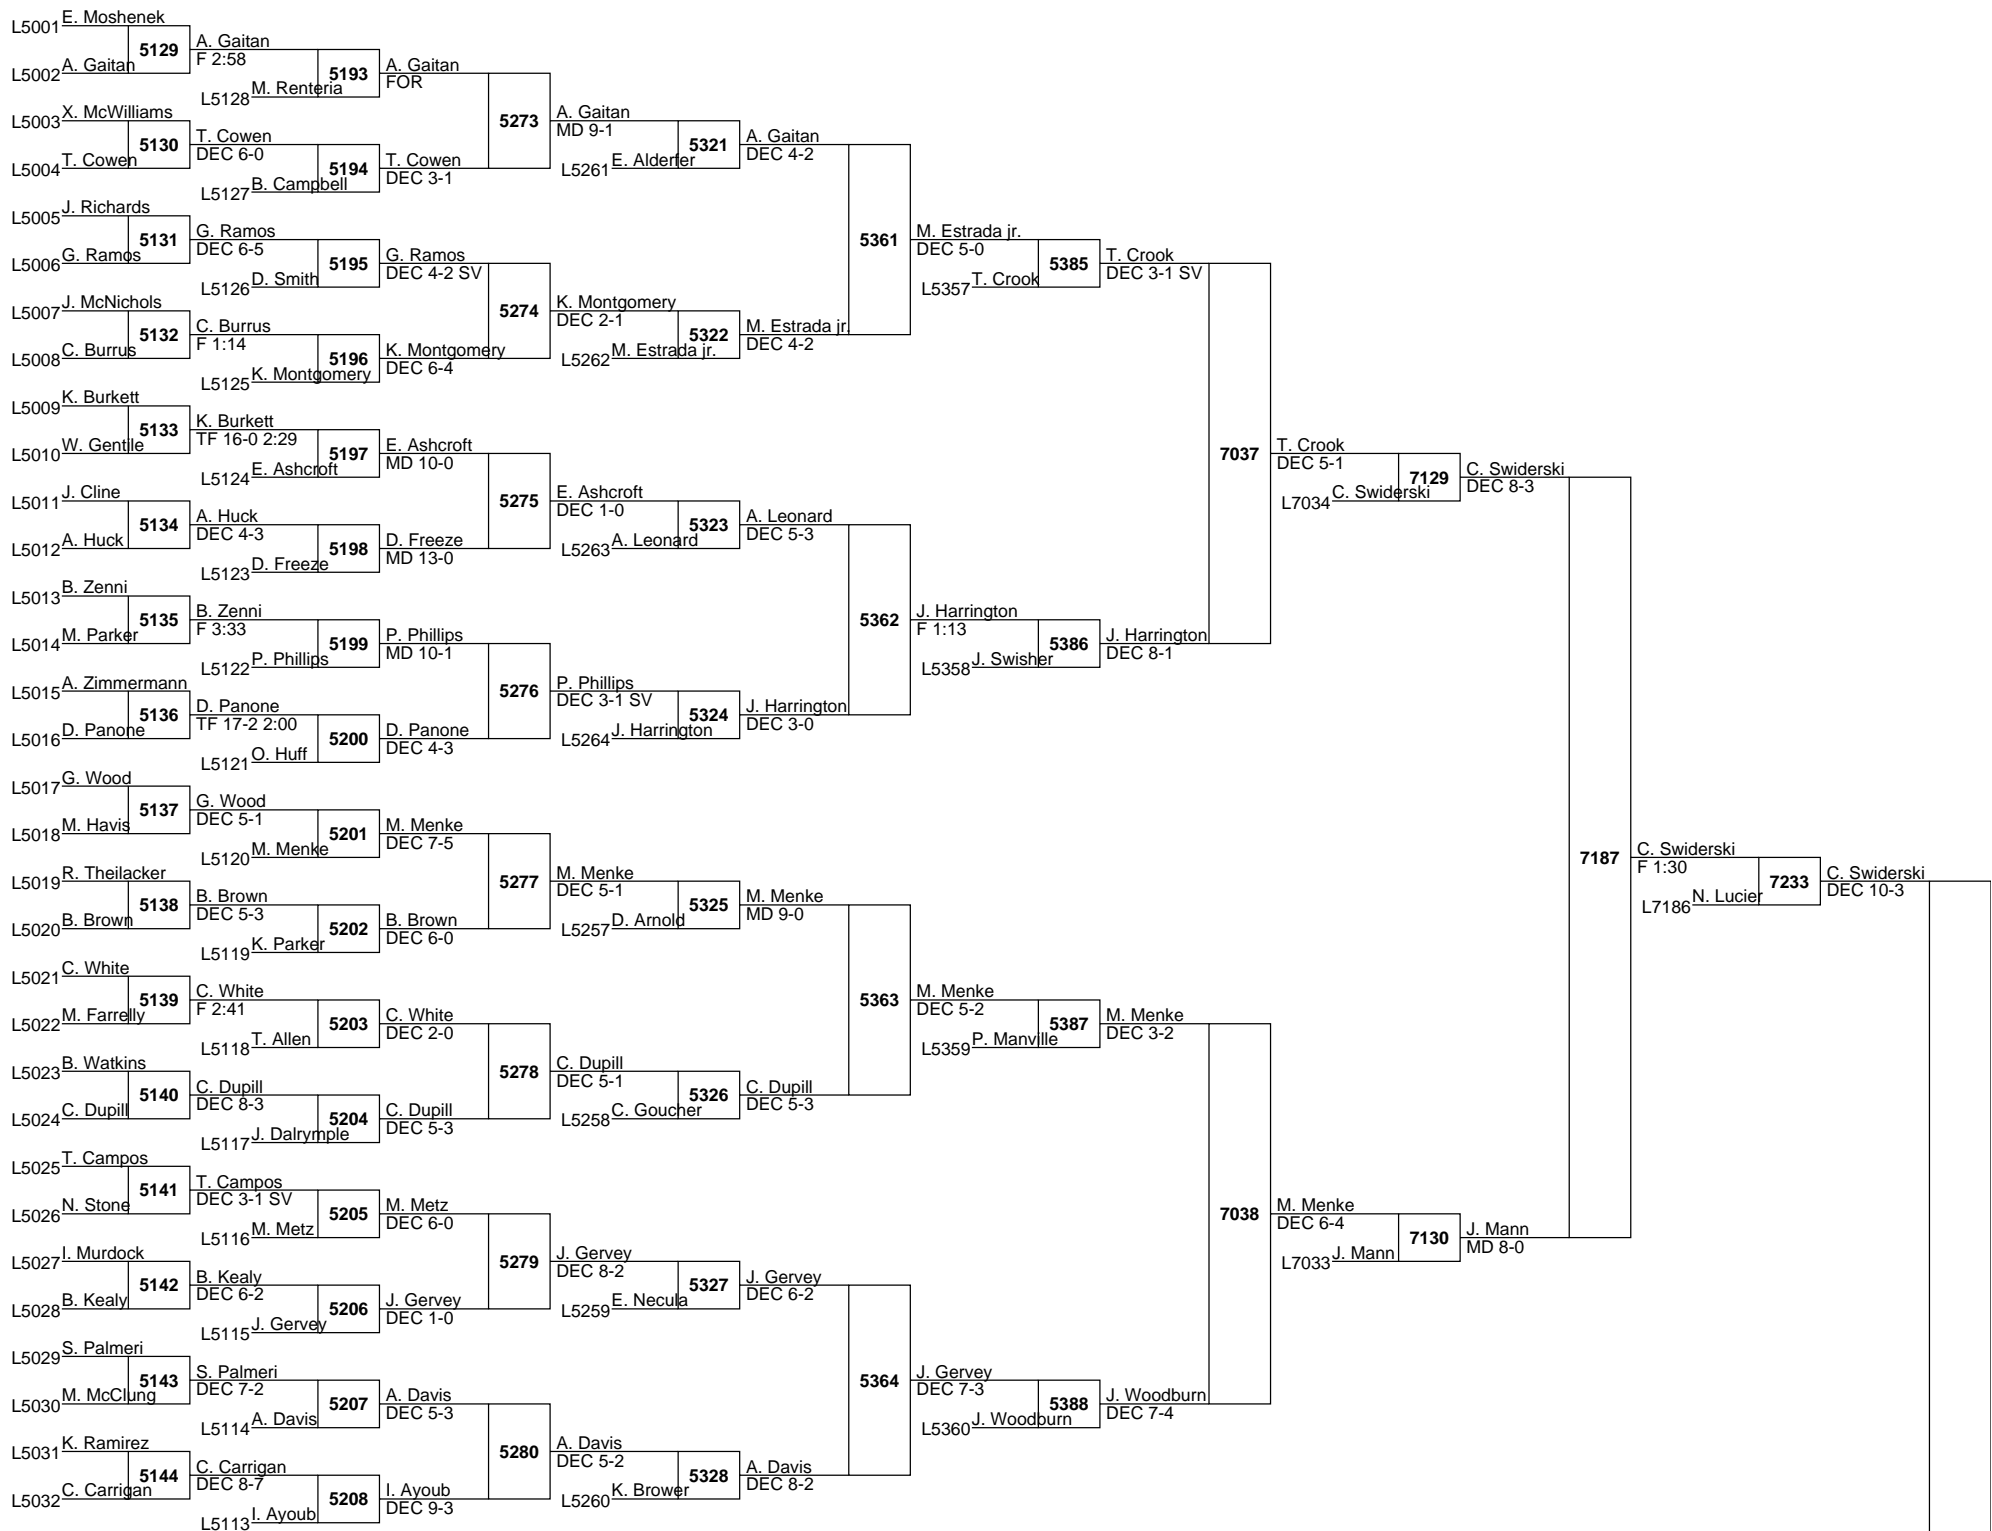 L5001 E. Moshenek
5129
A. Gaitan
F 2:58
L5002 A. Gaitan
5193
A. Gaitan
FOR
L5128 M. Renteria
L5003 X. McWilliams
5273
A. Gaitan
MD 9-1
5130
T. Cowen
DEC 6-0
5321
A. Gaitan
DEC 4-2
L5004 T. Cowen
5194
T. Cowen
DEC 3-1
L5261 E. Alderfer
L5127 B. Campbell
L5005 J. Richards
5131
G. Ramos
DEC 6-5
5361
M. Estrada jr.
DEC 5-0
L5006 G. Ramos
5195
G. Ramos
DEC 4-2 SV
5385
T. Crook
DEC 3-1 SV
L5126 D. Smith
L5357 T. Crook
L5007 J. McNichols
5274
K. Montgomery
DEC 2-1
5132
C. Burrus
F 1:14
5322
M. Estrada jr.
DEC 4-2
L5008 C. Burrus
5196
K. Montgomery
DEC 6-4
L5262 M. Estrada jr.
L5125 K. Montgomery
L5009 K. Burkett
5133
K. Burkett
TF 16-0 2:29
L5010 W. Gentile
5197
E. Ashcroft
MD 10-0
7037
T. Crook
DEC 5-1
L5124 E. Ashcroft
7129
C. Swiderski
DEC 8-3
L5011 J. Cline
5275
E. Ashcroft
DEC 1-0
L7034 C. Swiderski
5134
A. Huck
DEC 4-3
5323
A. Leonard
DEC 5-3
L5012 A. Huck
5198
D. Freeze
MD 13-0
L5263 A. Leonard
L5123 D. Freeze
L5013 B. Zenni
5135
B. Zenni
F 3:33
5362
J. Harrington
F 1:13
L5014 M. Parker
5199
P. Phillips
MD 10-1
5386
J. Harrington
DEC 8-1
L5122 P. Phillips
L5358 J. Swisher
L5015 A. Zimmermann
5276
P. Phillips
DEC 3-1 SV
5136
D. Panone
TF 17-2 2:00
5324
J. Harrington
DEC 3-0
L5016 D. Panone
5200
D. Panone
DEC 4-3
L5264 J. Harrington
L5121 O. Huff
L5017 G. Wood
5137
G. Wood
DEC 5-1
L5018 M. Havis
5201
M. Menke
DEC 7-5
L5120 M. Menke
7187
C. Swiderski
F 1:30
L5019 R. Theilacker
5277
M. Menke
DEC 5-1
7233
C. Swiderski
DEC 10-3
5138
B. Brown
DEC 5-3
5325
M. Menke
MD 9-0
L7186 N. Lucier
L5020 B. Brown
5202
B. Brown
DEC 6-0
L5257 D. Arnold
L5119 K. Parker
L5021 C. White
5139
C. White
F 2:41
5363
M. Menke
DEC 5-2
L5022 M. Farrelly
5203
C. White
DEC 2-0
5387
M. Menke
DEC 3-2
L5118 T. Allen
L5359 P. Manville
L5023 B. Watkins
5278
C. Dupill
DEC 5-1
5140
C. Dupill
DEC 8-3
5326
C. Dupill
DEC 5-3
L5024 C. Dupill
5204
C. Dupill
DEC 5-3
L5258 C. Goucher
L5117 J. Dalrymple
L5025 T. Campos
5141
T. Campos
DEC 3-1 SV
L5026 N. Stone
5205
M. Metz
DEC 6-0
7038
M. Menke
DEC 6-4
L5116 M. Metz
7130
J. Mann
MD 8-0
L5027 I. Murdock
5279
J. Gervey
DEC 8-2
L7033 J. Mann
5142
B. Kealy
DEC 6-2
5327
J. Gervey
DEC 6-2
L5028 B. Kealy
5206
J. Gervey
DEC 1-0
L5259 E. Necula
L5115 J. Gervey
L5029 S. Palmeri
5143
S. Palmeri
DEC 7-2
5364
J. Gervey
DEC 7-3
L5030 M. McClung
5207
A. Davis
DEC 5-3
5388
J. Woodburn
DEC 7-4
L5114 A. Davis
L5360 J. Woodburn
L5031 K. Ramirez
5280
A. Davis
DEC 5-2
5144
C. Carrigan
DEC 8-7
5328
A. Davis
DEC 8-2
L5032 C. Carrigan
5208
I. Ayoub
DEC 9-3
L5260 K. Brower
L5113 I. Ayoub